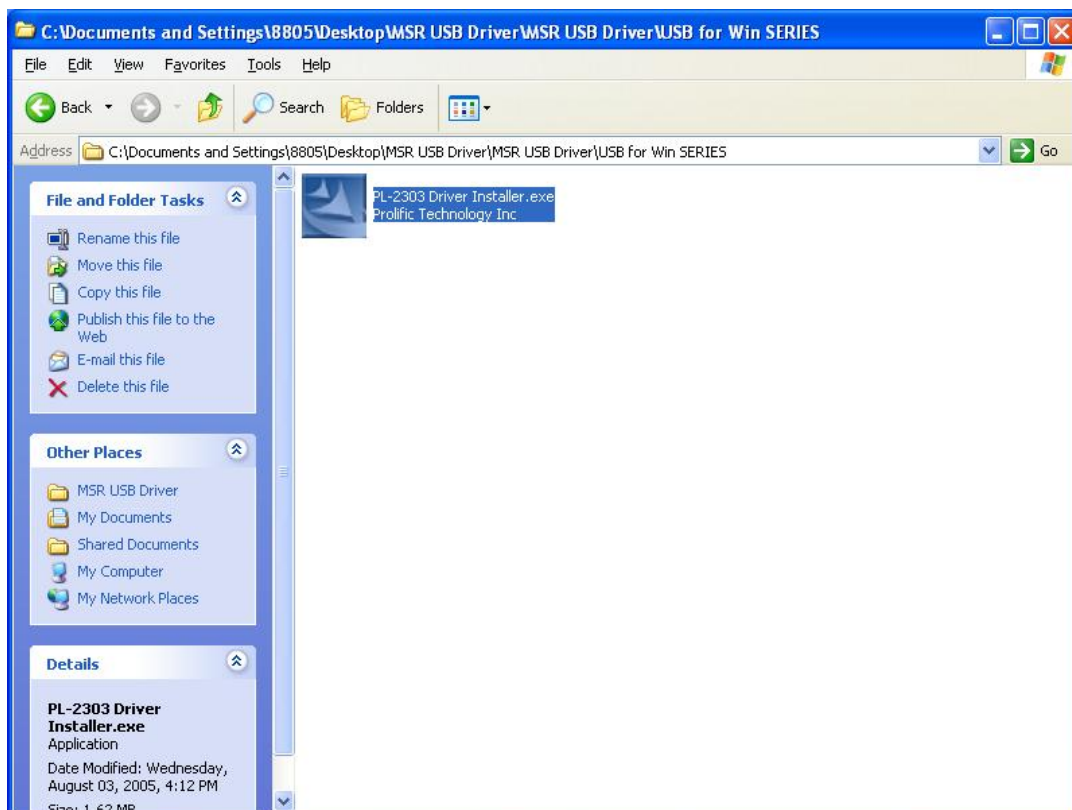 C:\Documents and Settings\8805\Desktop\MSR USB Driver\MSR USB Driver\USB for Win SERIES
File Edit View Favorites Tools Help
Back Search Folders
Address C:\Documents and Settings\8805\Desktop\MSR USB Driver\MSR USB Driver\USB for Win SERIES Go
File and Folder Tasks
Rename this file
Move this file
Copy this file
Publish this file to the
Web
E-mail this file
Delete this file
Other Places
MSR USB Driver
My Documents
Shared Documents
My Computer
My Network Places
Details
PL-2303 Driver
Installer.exe
Application
Date Modified: Wednesday,
August 03, 2005, 4:12 PM
Size: 1.62 MB
PL-2303 Driver Installer.exe
Prolific Technology Inc